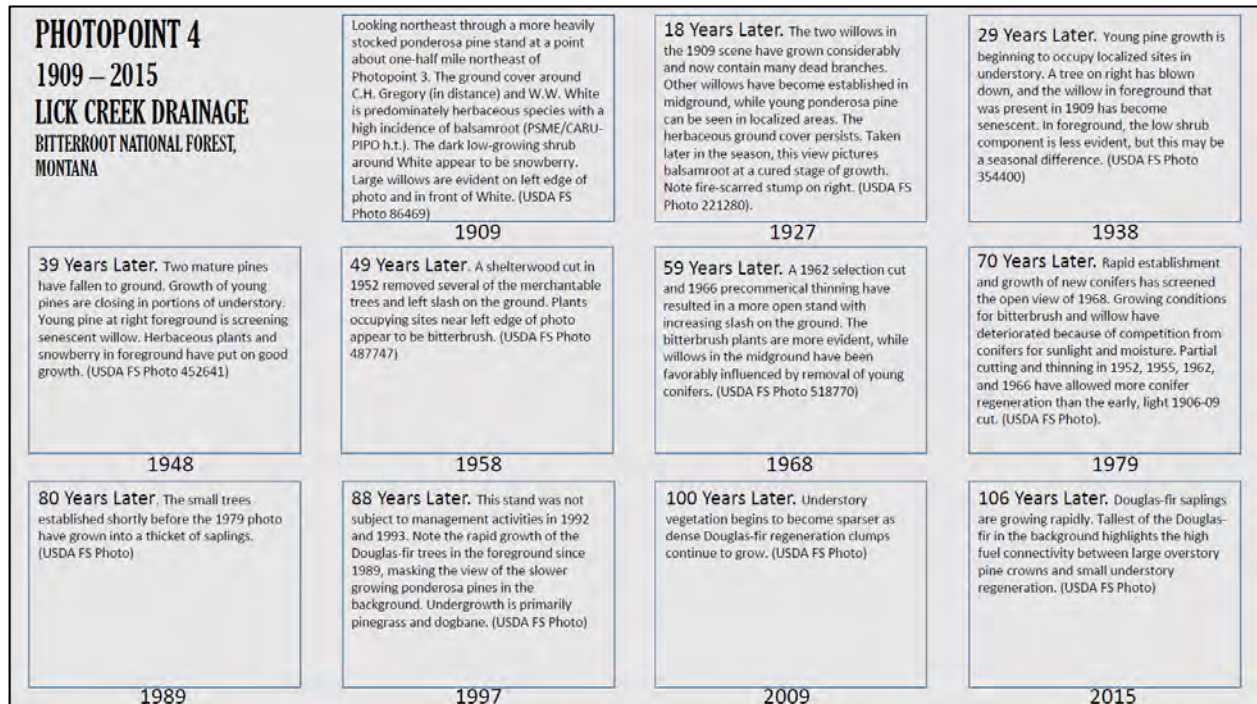 PHOTOPOINT 4
1909 – 2015
LICK CREEK DRAINAGE
BITTERROOT NATIONAL FOREST,
MONTANA
Looking northeast through a more heavily
stocked ponderosa pine stand at a point
about one-half mile northeast of
Photopoint 3. The ground cover around
C.H. Gregory (in distance) and W.W. White
is predominately herbaceous species with a
high incidence of balsamroot (PSME/CARU-
PIPO h.t.). The dark low-growing shrub
around White appear to be snowberry.
Large willows are evident on left edge of
photo and in front of White. (USDA FS
Photo 86469)
1909
18 Years Later. The two willows in
the 1909 scene have grown considerably
and now contain many dead branches.
Other willows have become established in
midground, while young ponderosa pine
can be seen in localized areas. The
herbaceous ground cover persists. Taken
later in the season, this view pictures
balsamroot at a cured stage of growth.
Note fire-scarred stump on right. (USDA FS
Photo 221280).
1927
29 Years Later. Young pine growth is
beginning to occupy localized sites in
understory. A tree on right has blown
down, and the willow in foreground that
was present in 1909 has become
senescent. In foreground, the low shrub
component is less evident, but this may be
a seasonal difference. (USDA FS Photo
354400)
1938
39 Years Later. Two mature pines
have fallen to ground. Growth of young
pines are closing in portions of understory.
Young pine at right foreground is screening
senescent willow. Herbaceous plants and
snowberry in foreground have put on good
growth. (USDA FS Photo 452641)
1948
49 Years Later. A shelterwood cut in
1952 removed several of the merchantable
trees and left slash on the ground. Plants
occupying sites near left edge of photo
appear to be bitterbrush. (USDA FS Photo
487747)
1958
59 Years Later. A 1962 selection cut
and 1966 precommerical thinning have
resulted in a more open stand with
increasing slash on the ground. The
bitterbrush plants are more evident, while
willows in the midground have been
favorably influenced by removal of young
conifers. (USDA FS Photo 518770)
1968
70 Years Later. Rapid establishment
and growth of new conifers has screened
the open view of 1968. Growing conditions
for bitterbrush and willow have
deteriorated because of competition from
conifers for sunlight and moisture. Partial
cutting and thinning in 1952, 1955, 1962,
and 1966 have allowed more conifer
regeneration than the early, light 1906-09
cut. (USDA FS Photo).
1979
80 Years Later. The small trees
established shortly before the 1979 photo
have grown into a thicket of saplings.
(USDA FS Photo)
1989
88 Years Later. This stand was not
subject to management activities in 1992
and 1993. Note the rapid growth of the
Douglas-fir trees in the foreground since
1989, masking the view of the slower
growing ponderosa pines in the
background. Undergrowth is primarily
pinegrass and dogbane. (USDA FS Photo)
1997
100 Years Later. Understory
vegetation begins to become sparser as
dense Douglas-fir regeneration clumps
continue to grow. (USDA FS Photo)
2009
106 Years Later. Douglas-fir saplings
are growing rapidly. Tallest of the Douglas-
fir in the background highlights the high
fuel connectivity between large overstory
pine crowns and small understory
regeneration. (USDA FS Photo)
2015